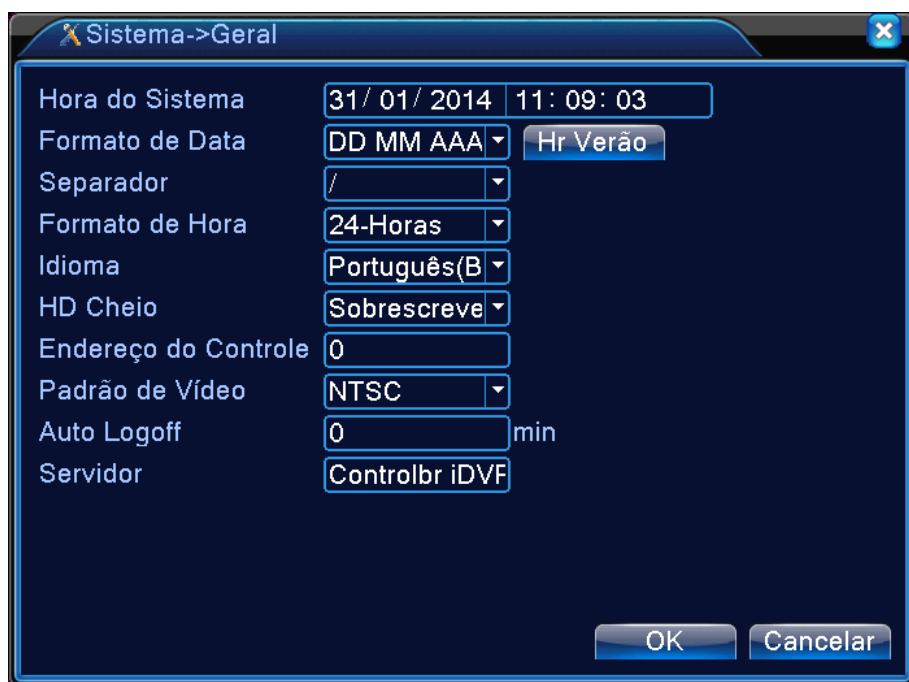 Sistema->Geral
Hora do Sistema 31/ 01/ 2014 11: 09: 03
Formato de Data DD MM AAA Hr Verão
Separador /
Formato de Hora 24-Horas
Idioma Português(B
HD Cheio Sobrescreve
Endereço do Controle 0
Padrão de Vídeo NTSC
Auto Logoff 0 min
Servidor Controlbr iDVR
OK Cancelar